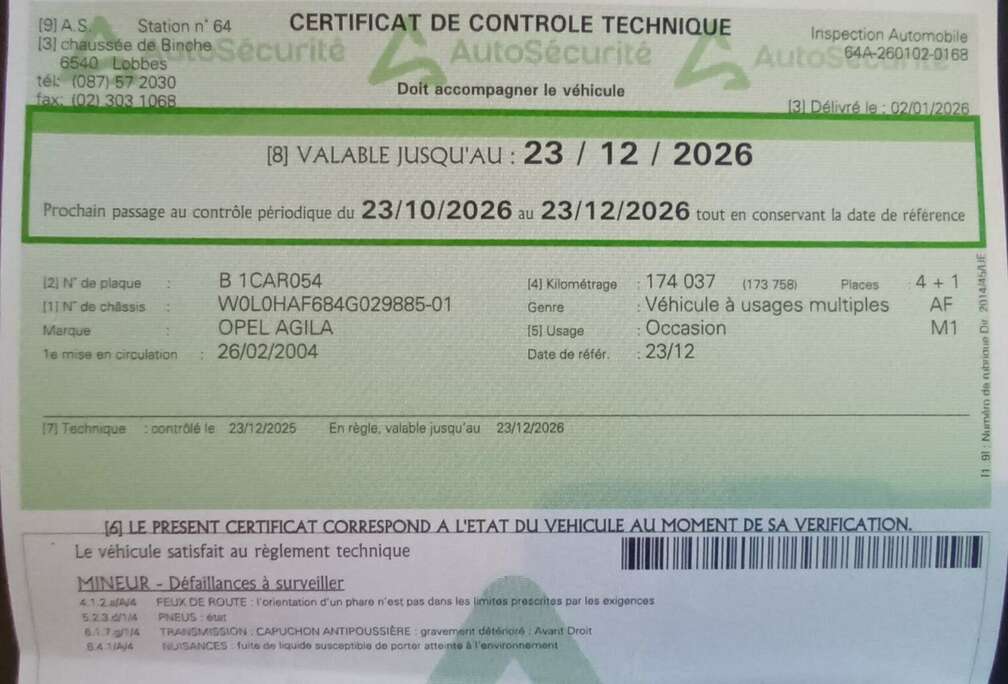 [9] A.S. Station n° 64
[3] chaussée de Binche
6540 Lobbes
tél: (087) 57 2030
fax: (02) 303 1068
CERTIFICAT DE CONTROLE TECHNIQUE
AutoSécurité AutoSécurité AutoSécurité
Doit accompagner le véhicule
Inspection Automobile
64A-260102-0168
[3] Délivré le : 02/01/2026
[8] VALABLE JUSQU'AU : 23 / 12 / 2026
Prochain passage au contrôle périodique du 23/10/2026 au 23/12/2026 tout en conservant la date de référence
[2] N° de plaque : B 1CAR054 [4] Kilométrage : 174 037 (173 758) Places : 4 + 1
[1] N° de châssis : W0L0HAF684G029885-01 Genre : Véhicule à usages multiples AF
Marque : OPEL AGILA [5] Usage : Occasion M1
1e mise en circulation : 26/02/2004 Date de référ. : 23/12
[7] Technique : contrôlé le 23/12/2025 En règle, valable jusqu'au 23/12/2026
[1..9] : Numéro de rubrique Dir. 2014/45/UE
[6] LE PRESENT CERTIFICAT CORRESPOND A L'ETAT DU VEHICULE AU MOMENT DE SA VERIFICATION.
Le véhicule satisfait au règlement technique
MINEUR - Défaillances à surveiller
4.1.2.a/A/4 FEUX DE ROUTE : l'orientation d'un phare n'est pas dans les limites prescrites par les exigences
5.2.3.d/1/4 PNEUS : état
6.1.7.g/1/4 TRANSMISSION : CAPUCHON ANTIPOUSSIÈRE : gravement détérioré : Avant Droit
8.4.1/A/4 NUISANCES : fuite de liquide susceptible de porter atteinte à l'environnement